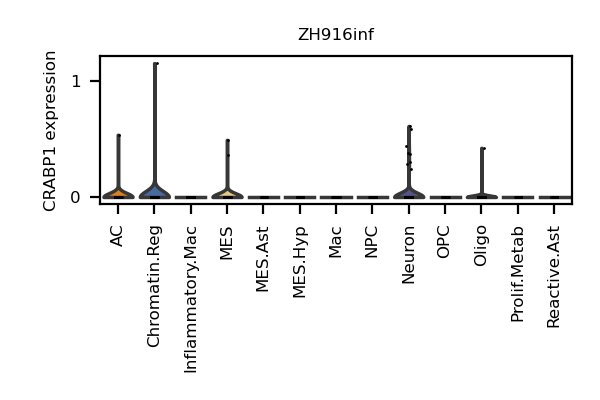 ZH916inf
CRABP1 expression
1
0
AC
Chromatin.Reg
Inflammatory.Mac
MES
MES.Ast
MES.Hyp
Mac
NPC
Neuron
OPC
Oligo
Prolif.Metab
Reactive.Ast